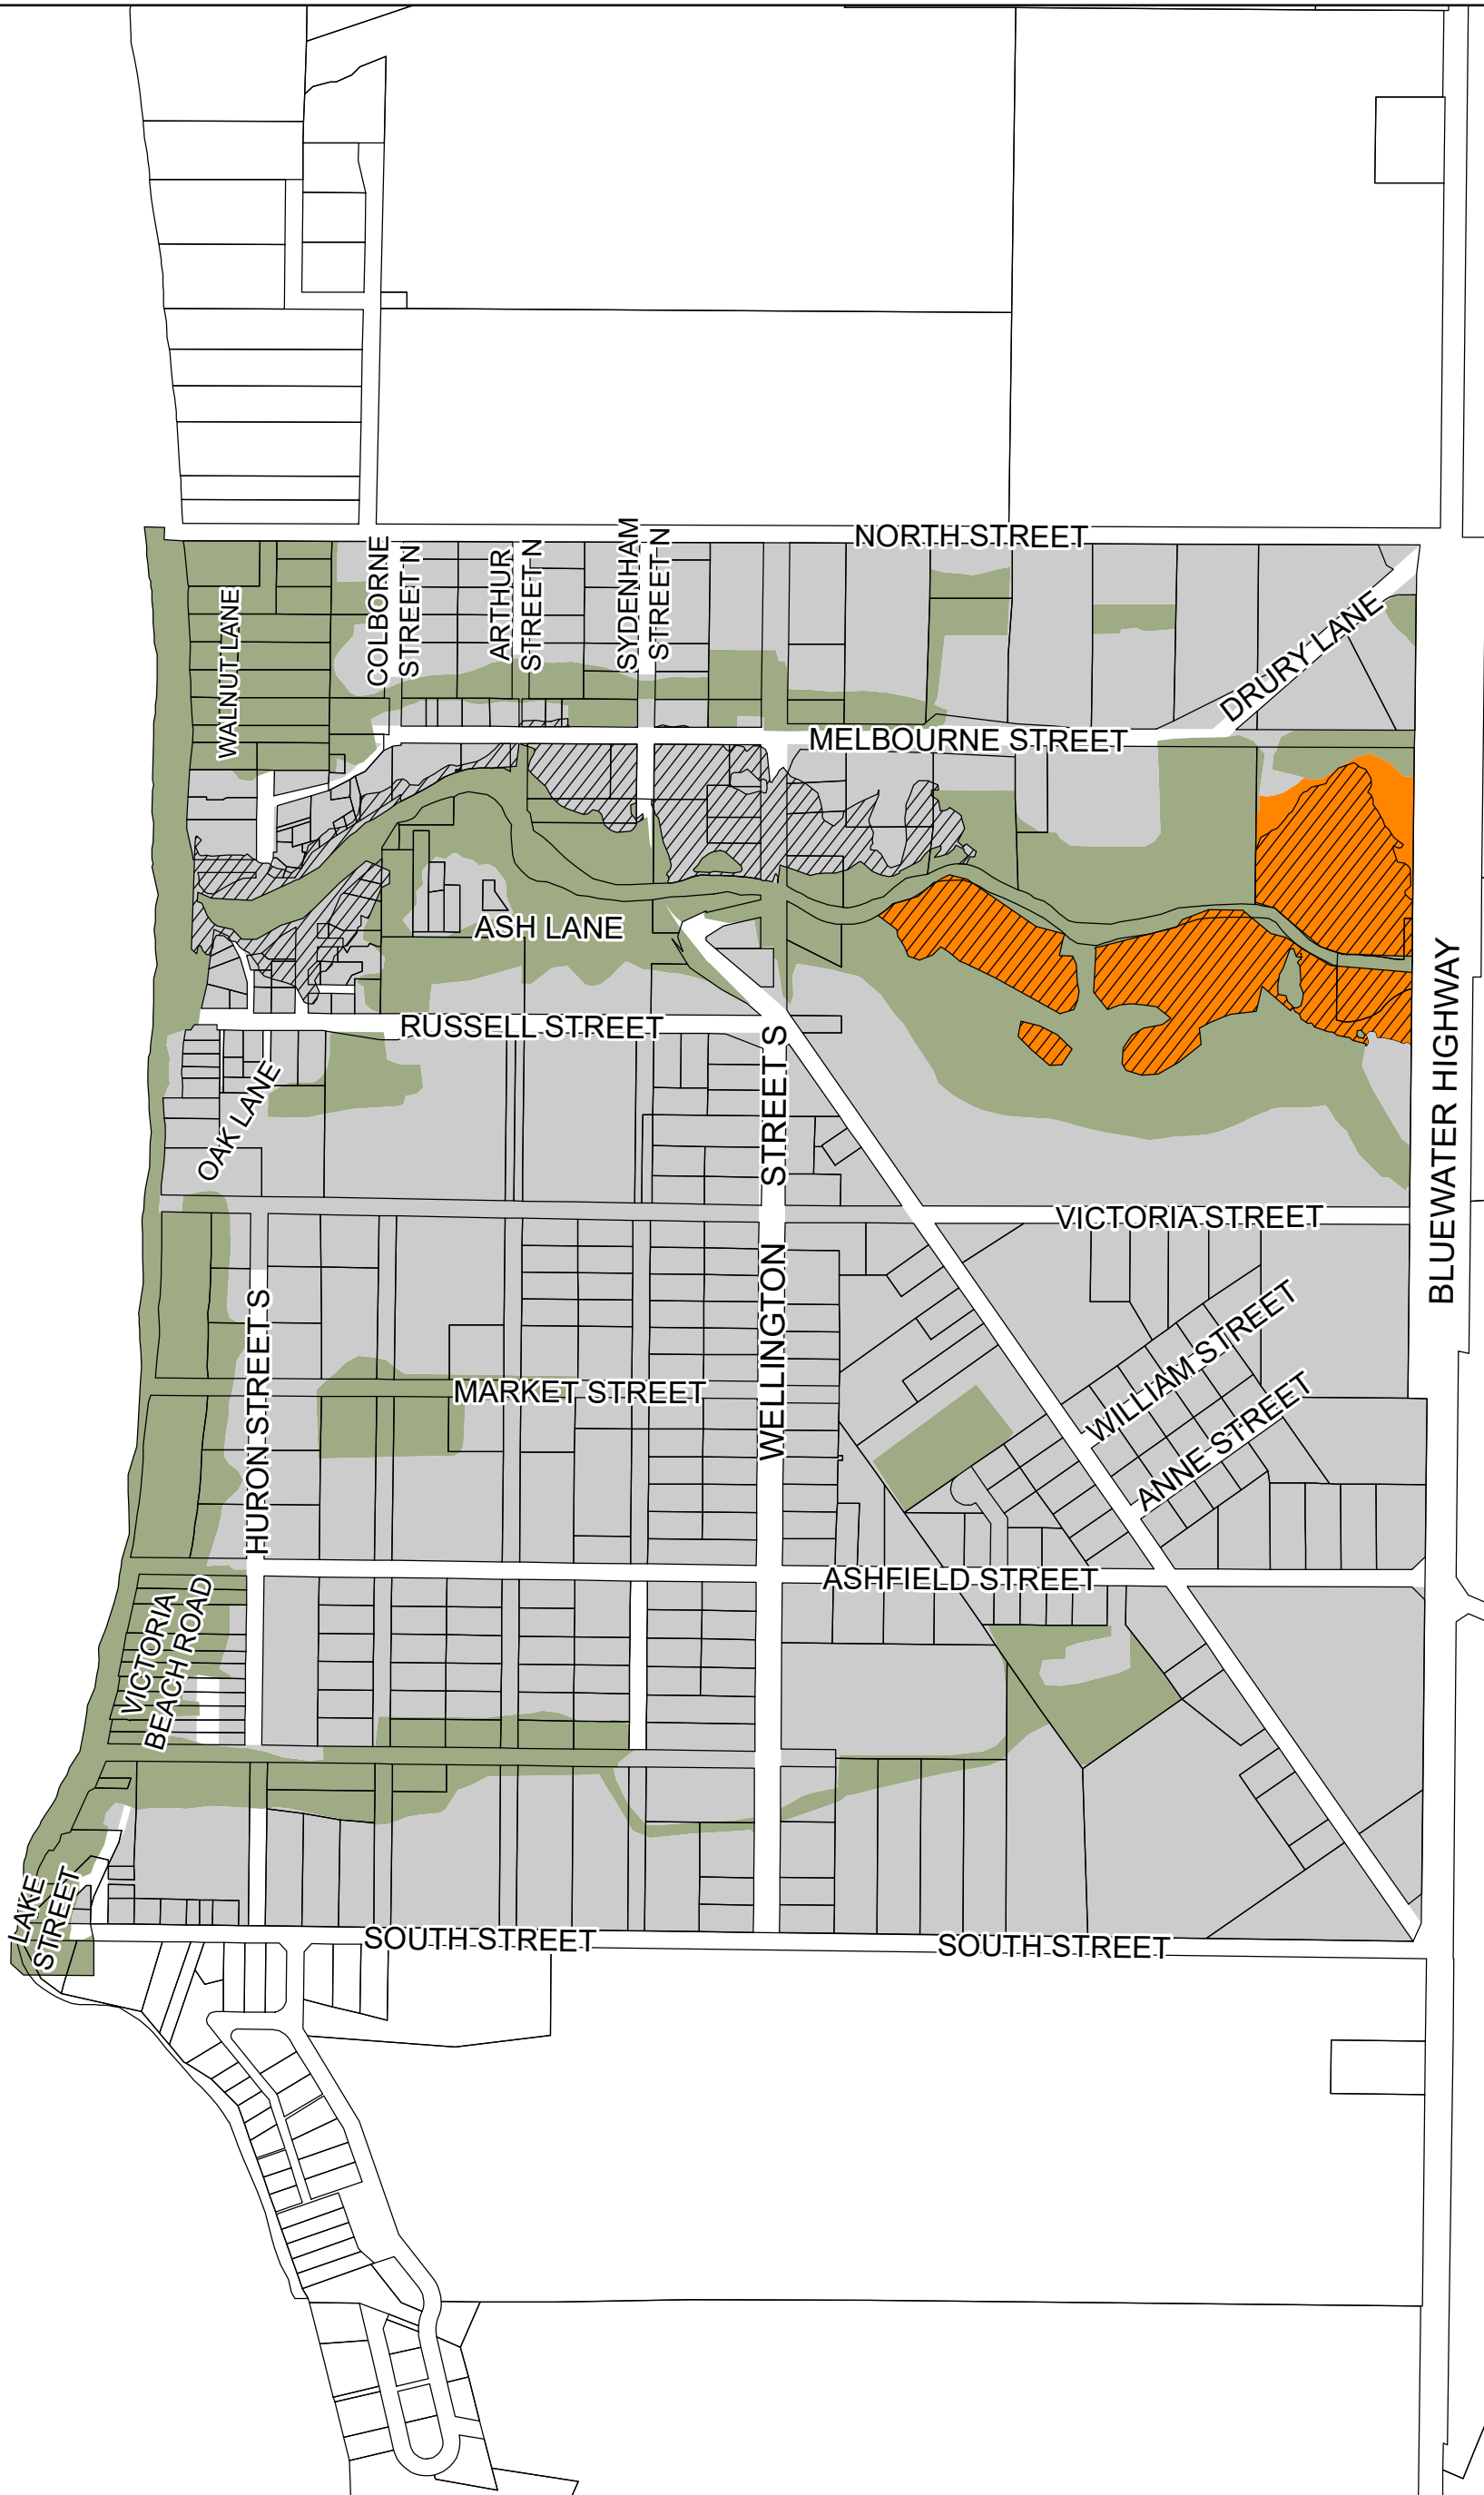 NORTH STREET
COLBORNE
STREET N
ARTHUR
STREET N
SYDENHAM
STREET N
WALNUT LANE
DRURY LANE
MELBOURNE STREET
ASH LANE
RUSSELL STREET
OAK LANE
WELLINGTON STREET S
BLUEWATER HIGHWAY
VICTORIA STREET
HURON STREET S
MARKET STREET
WILLIAM STREET
ANNE STREET
ASHFIELD STREET
VICTORIA
BEACH ROAD
LAKE
STREET
SOUTH STREET
SOUTH STREET